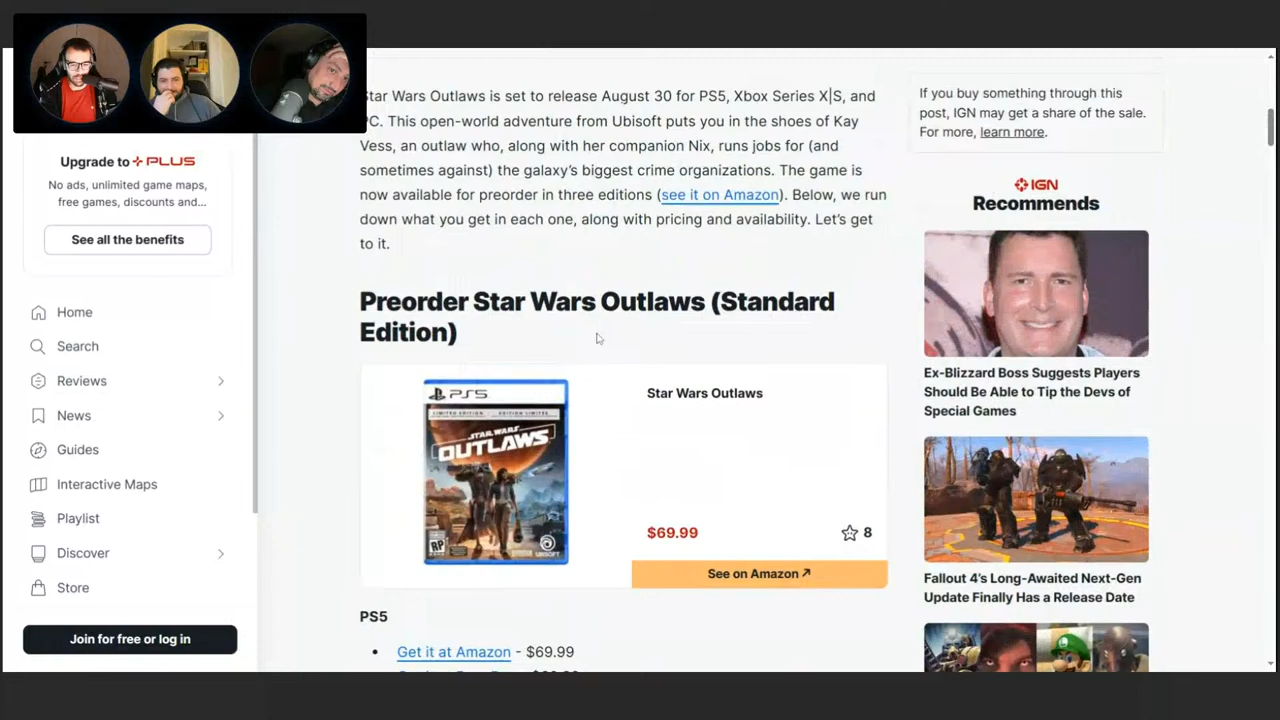 Star Wars Outlaws is set to release August 30 for PS5, Xbox Series X|S, and
PC. This open-world adventure from Ubisoft puts you in the shoes of Kay
Vess, an outlaw who, along with her companion Nix, runs jobs for (and
sometimes against) the galaxy's biggest crime organizations. The game is
now available for preorder in three editions (see it on Amazon). Below, we run
down what you get in each one, along with pricing and availability. Let's get
to it.
Preorder Star Wars Outlaws (Standard
Edition)
PS5
LIMITED EDITION
STAR WARS
OUTLAWS
RP
UBISOFT
Star Wars Outlaws
$69.99
8
See on Amazon
PS5
Get it at Amazon - $69.99
Upgrade to PLUS
No ads, unlimited game maps,
free games, discounts and...
See all the benefits
Home
Search
Reviews
News
Guides
Interactive Maps
Playlist
Discover
Store
Join for free or log in
If you buy something through this
post, IGN may get a share of the sale.
For more, learn more.
IGN
Recommends
Ex-Blizzard Boss Suggests Players
Should Be Able to Tip the Devs of
Special Games
Fallout 4's Long-Awaited Next-Gen
Update Finally Has a Release Date